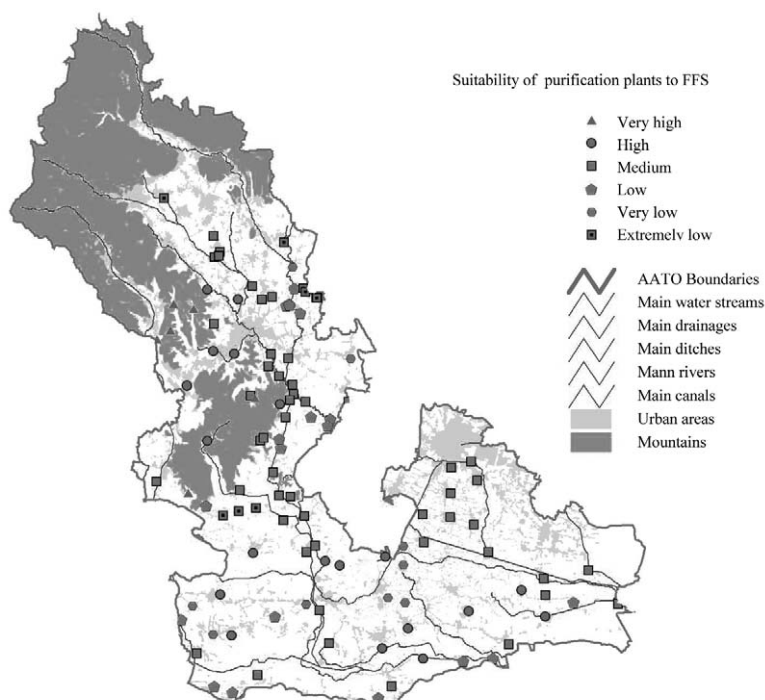 Suitability of purification plants to FFS
Very high
High
Medium
Low
Very low
Extremely low
AATO Boundaries
Main water streams
Main drainages
Main ditches
Mann rivers
Main canals
Urban areas
Mountains